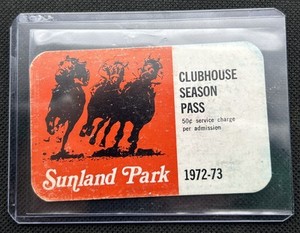 CLUBHOUSE
SEASON
PASS
50¢ service charge
per admission
Sunland Park
1972-73